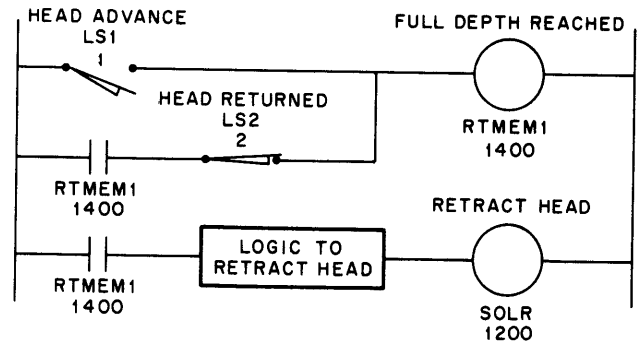 HEAD ADVANCE
LS1
1
FULL DEPTH REACHED
RTMEM1
1400
HEAD RETURNED
LS2
2
RTMEM1
1400
RETRACT HEAD
LOGIC TO
RETRACT HEAD
RTMEM1
1400
SOLR
1200